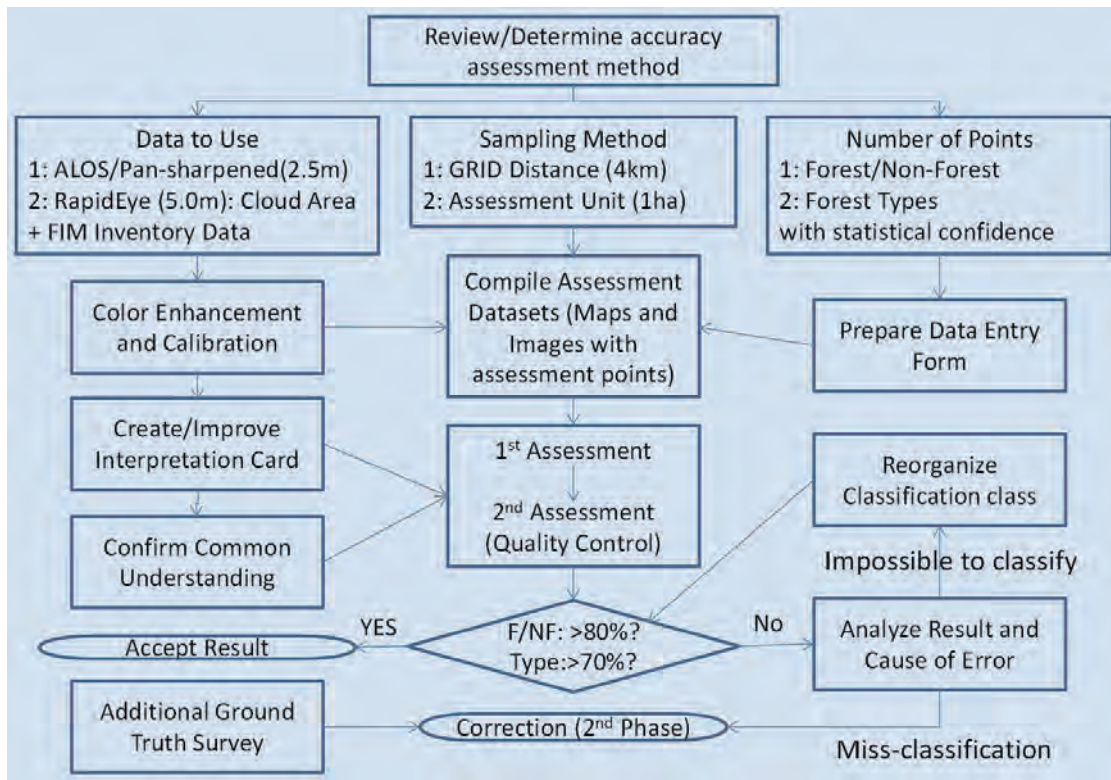 Review/Determine accuracy
assessment method
Data to Use
1: ALOS/Pan-sharpened(2.5m)
2: RapidEye (5.0m): Cloud Area
+ FIM Inventory Data
Sampling Method
1: GRID Distance (4km)
2: Assessment Unit (1ha)
Number of Points
1: Forest/Non-Forest
2: Forest Types
with statistical confidence
Color Enhancement
and Calibration
Compile Assessment
Datasets (Maps and
Images with
assessment points)
Prepare Data Entry
Form
Create/Improve
Interpretation Card
1st Assessment
2nd Assessment
(Quality Control)
Reorganize
Classification class
Confirm Common
Understanding
Impossible to classify
YES
F/NF: >80%?
Type:>70%?
No
Accept Result
Analyze Result and
Cause of Error
Additional Ground
Truth Survey
Correction (2nd Phase)
Miss-classification